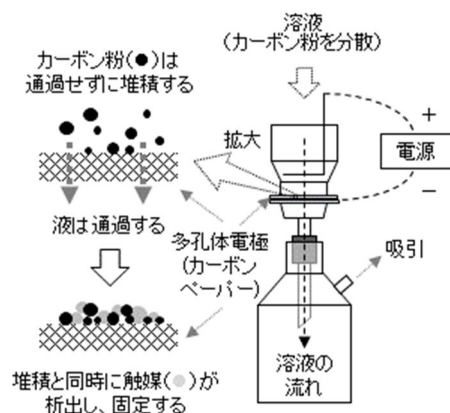 カーボン粉(●)は
通過せずに堆積する
液は通過する
堆積と同時に触媒(●)が
析出し、固定する
溶液
(カーボン粉を分散)
拡大
+
電源
−
多孔体電極
(カーボン
ペーパー)
吸引
溶液の
流れ